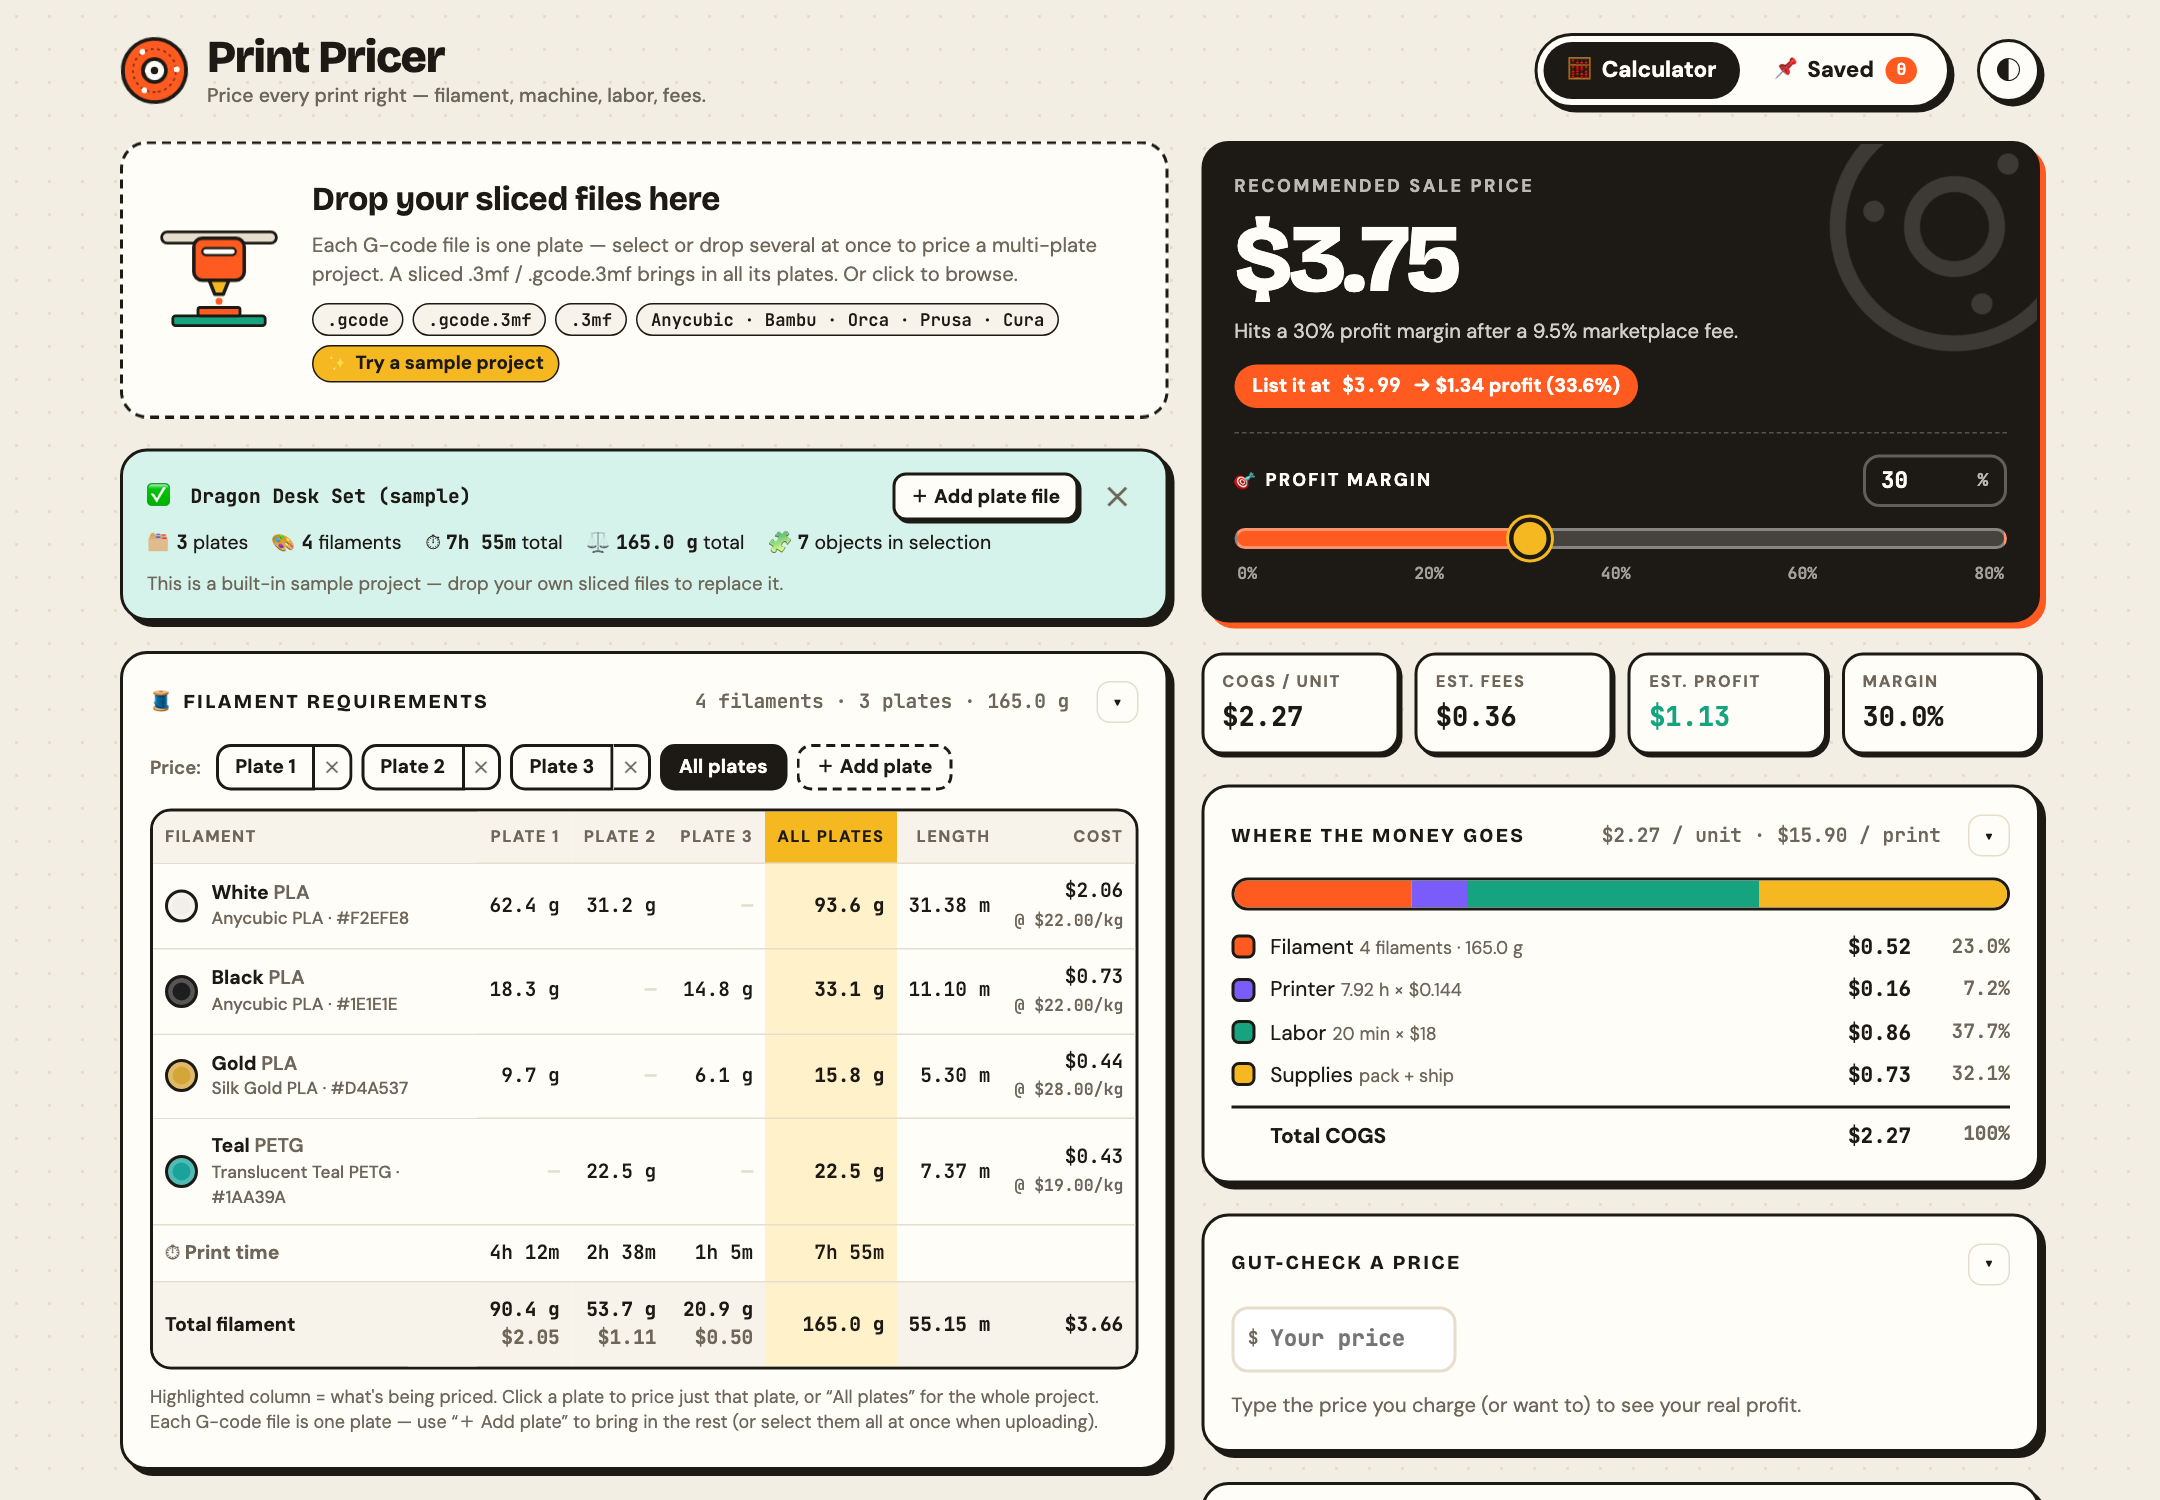 Print Pricer
Price every print right — filament, machine, labor, fees.
Calculator
Saved 0
Drop your sliced files here
Each G-code file is one plate — select or drop several at once to price a multi-plate
project. A sliced .3mf / .gcode.3mf brings in all its plates. Or click to browse.
.gcode .gcode.3mf .3mf Anycubic · Bambu · Orca · Prusa · Cura
✨ Try a sample project
✅ Dragon Desk Set (sample)
+ Add plate file ×
3 plates 4 filaments 7h 55m total 165.0 g total 7 objects in selection
This is a built-in sample project — drop your own sliced files to replace it.
FILAMENT REQUIREMENTS 4 filaments · 3 plates · 165.0 g ▾
Price: Plate 1 × Plate 2 × Plate 3 × All plates + Add plate
FILAMENT PLATE 1 PLATE 2 PLATE 3 ALL PLATES LENGTH COST
White PLA
Anycubic PLA · #F2EFE8
62.4 g 31.2 g — 93.6 g 31.38 m $2.06
@ $22.00/kg
Black PLA
Anycubic PLA · #1E1E1E
18.3 g — 14.8 g 33.1 g 11.10 m $0.73
@ $22.00/kg
Gold PLA
Silk Gold PLA · #D4A537
9.7 g — 6.1 g 15.8 g 5.30 m $0.44
@ $28.00/kg
Teal PETG
Translucent Teal PETG ·
#1AA39A
— 22.5 g — 22.5 g 7.37 m $0.43
@ $19.00/kg
⏱ Print time 4h 12m 2h 38m 1h 5m 7h 55m
Total filament 90.4 g 53.7 g 20.9 g 165.0 g 55.15 m $3.66
$2.05 $1.11 $0.50
Highlighted column = what's being priced. Click a plate to price just that plate, or “All plates” for the whole project.
Each G-code file is one plate — use “+ Add plate” to bring in the rest (or select them all at once when uploading).
RECOMMENDED SALE PRICE
$3.75
Hits a 30% profit margin after a 9.5% marketplace fee.
List it at $3.99 → $1.34 profit (33.6%)
PROFIT MARGIN 30 %
0% 20% 40% 60% 80%
COGS / UNIT
$2.27
EST. FEES
$0.36
EST. PROFIT
$1.13
MARGIN
30.0%
WHERE THE MONEY GOES $2.27 / unit · $15.90 / print ▾
Filament 4 filaments · 165.0 g $0.52 23.0%
Printer 7.92 h × $0.144 $0.16 7.2%
Labor 20 min × $18 $0.86 37.7%
Supplies pack + ship $0.73 32.1%
Total COGS $2.27 100%
GUT-CHECK A PRICE ▾
$ Your price
Type the price you charge (or want to) to see your real profit.